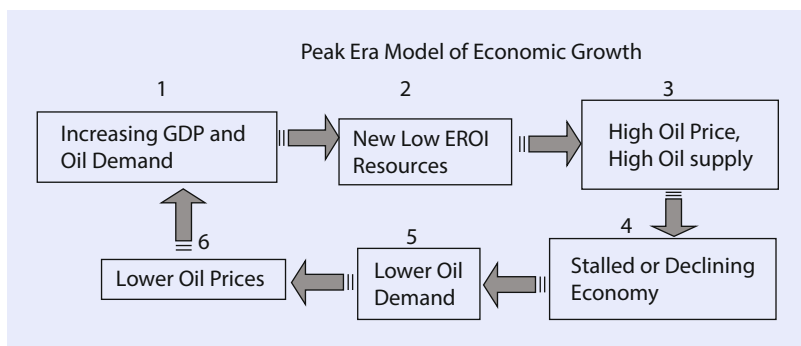 Peak Era Model of Economic Growth
1
Increasing GDP and
Oil Demand
2
New Low EROI
Resources
3
High Oil Price,
High Oil supply
4
Stalled or Declining
Economy
5
Lower Oil
Demand
6
Lower Oil Prices